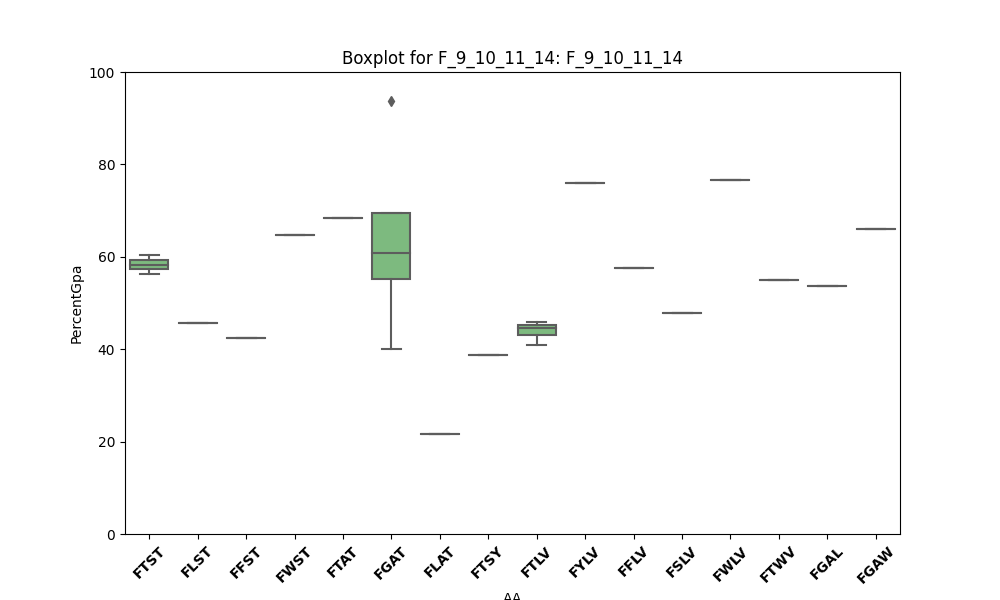 Boxplot for F_9_10_11_14: F_9_10_11_14
PercentGpa
100
80
60
40
20
0
FTST FLST FFST FWST FTAT FGAT FLAT FTSY FTLV FYLV FFLV FSLV FWLV FTWV FGAL FGAW
AA